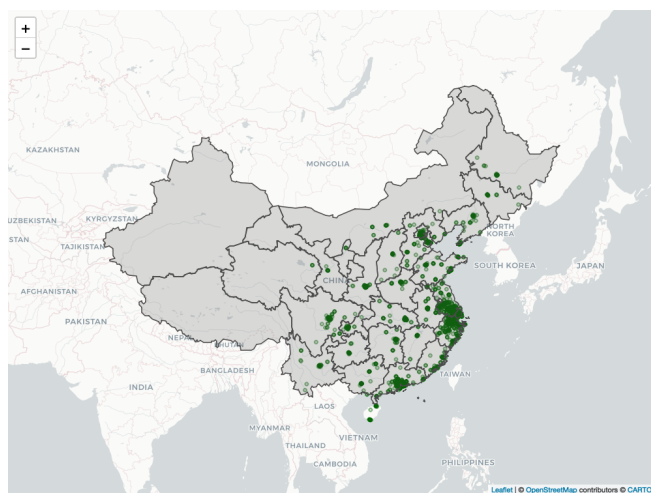 +
−
KAZAKHSTAN
MONGOLIA
UZBEKISTAN
KYRGYZSTAN
STAN
TAJIKISTAN
NORTH
KOREA
SOUTH KOREA
JAPAN
CHINA
AFGHANISTAN
PAKISTAN
NEPAL
BHUTAN
BANGLADESH
TAIWAN
INDIA
LAOS
MYANMAR
VIETNAM
THAILAND
CAMBODIA
PHILIPPINES
Leaflet | © OpenStreetMap contributors © CARTO